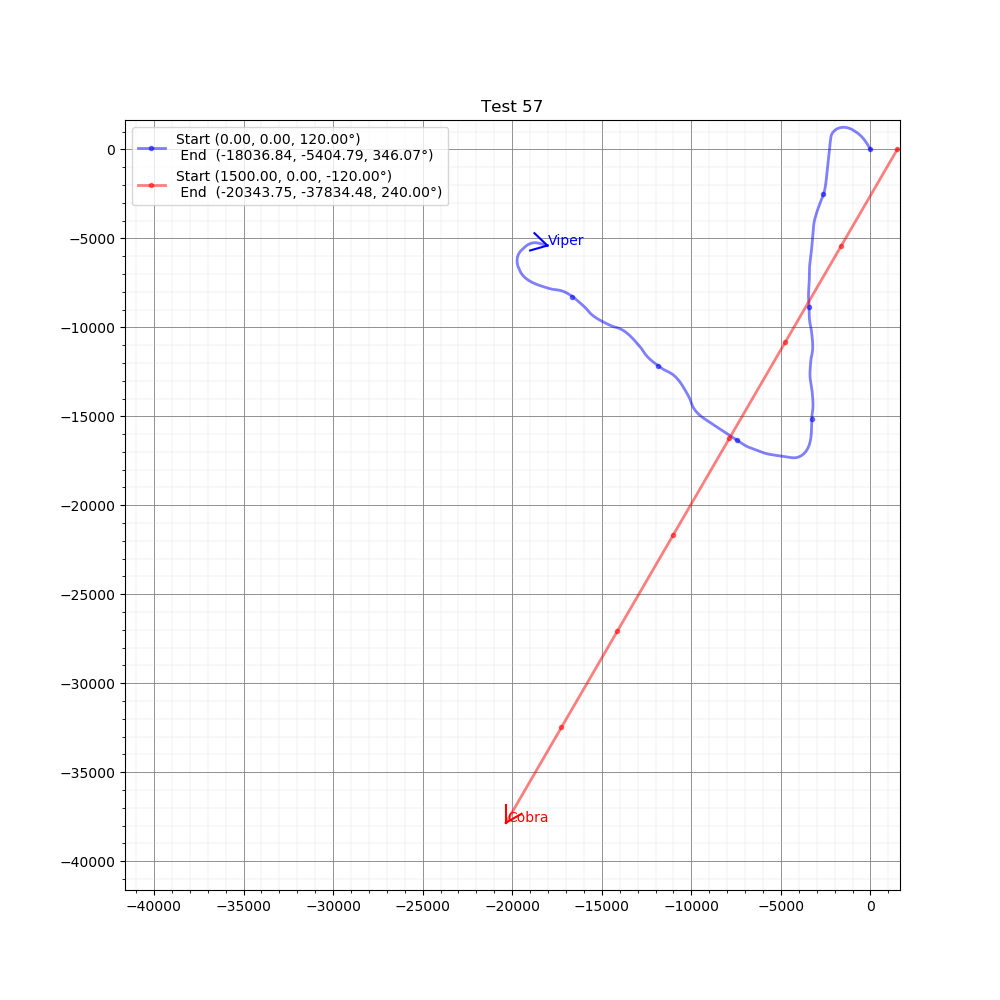 Test 57
Start (0.00, 0.00, 120.00°)
End (-18036.84, -5404.79, 346.07°)
Start (1500.00, 0.00, -120.00°)
End (-20343.75, -37834.48, 240.00°)
0
−5000
−10000
−15000
−20000
−25000
−30000
−35000
−40000
Viper
Cobra
−40000 −35000 −30000 −25000 −20000 −15000 −10000 −5000 0